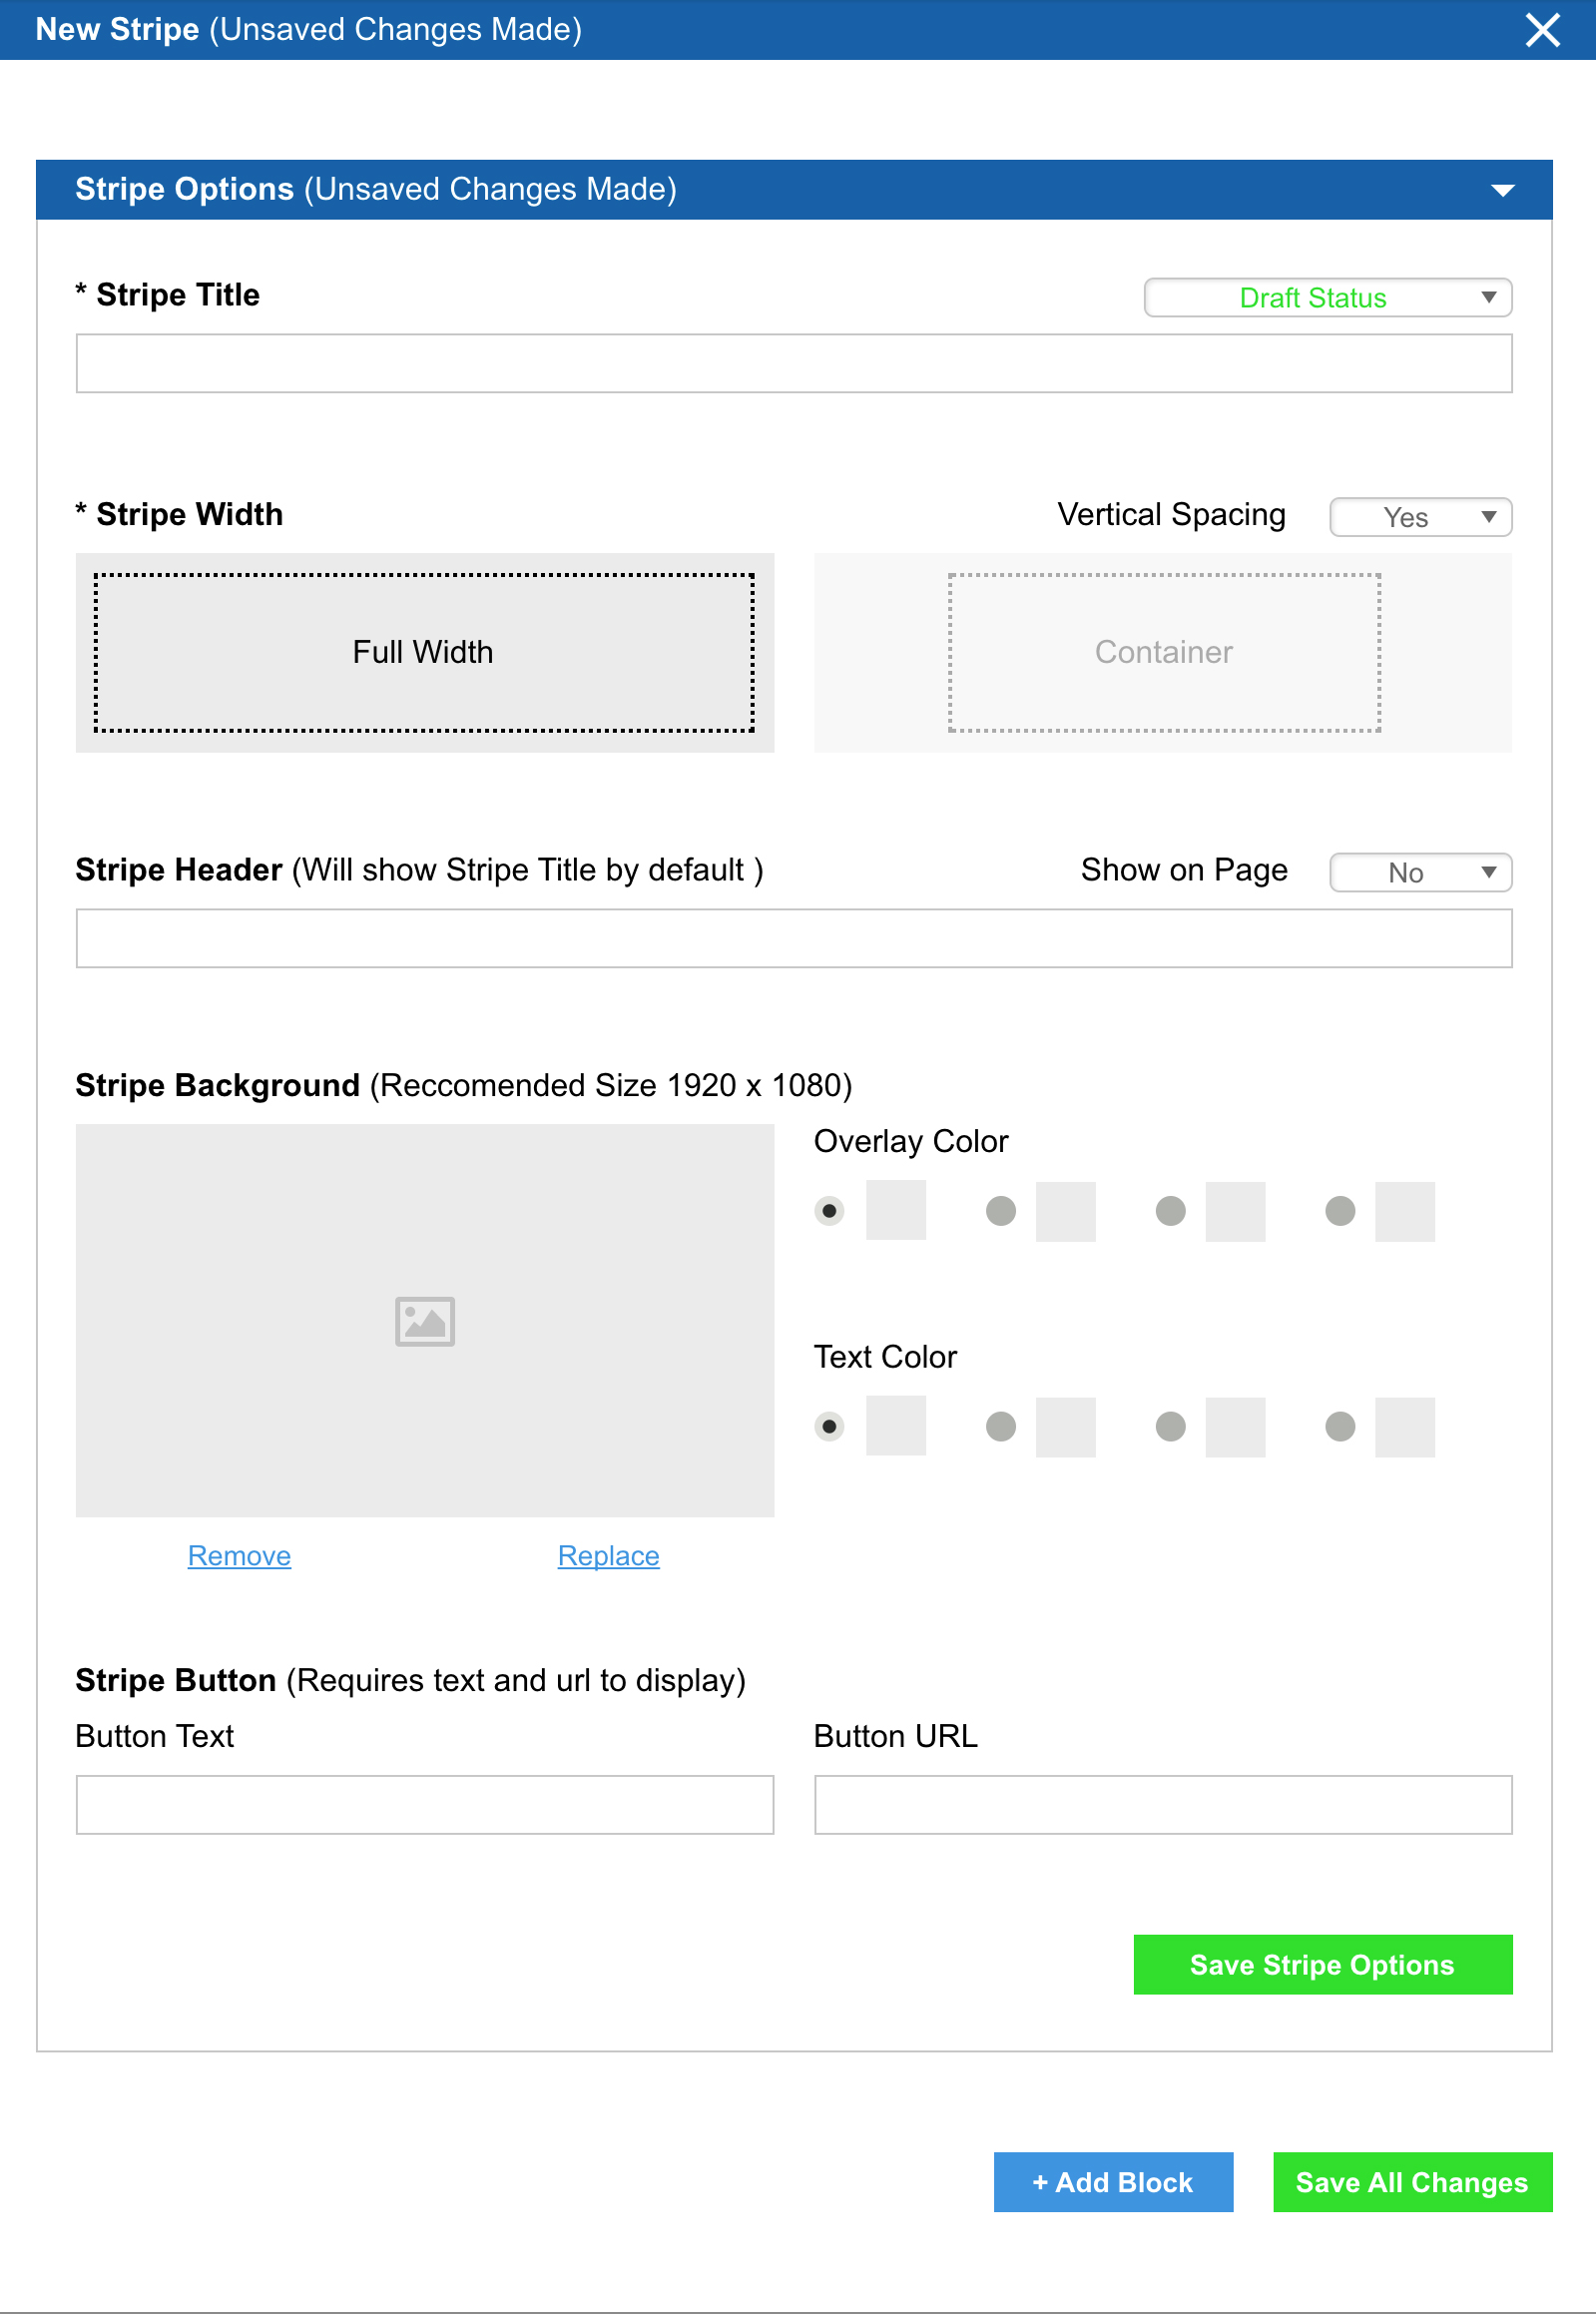 New Stripe (Unsaved Changes Made)
Stripe Options (Unsaved Changes Made)
* Stripe Title
Draft Status
* Stripe Width
Vertical Spacing
Yes
Full Width
Container
Stripe Header (Will show Stripe Title by default )
Show on Page
No
Stripe Background (Reccomended Size 1920 x 1080)
Overlay Color
Text Color
Remove
Replace
Stripe Button (Requires text and url to display)
Button Text
Button URL
Save Stripe Options
+ Add Block
Save All Changes